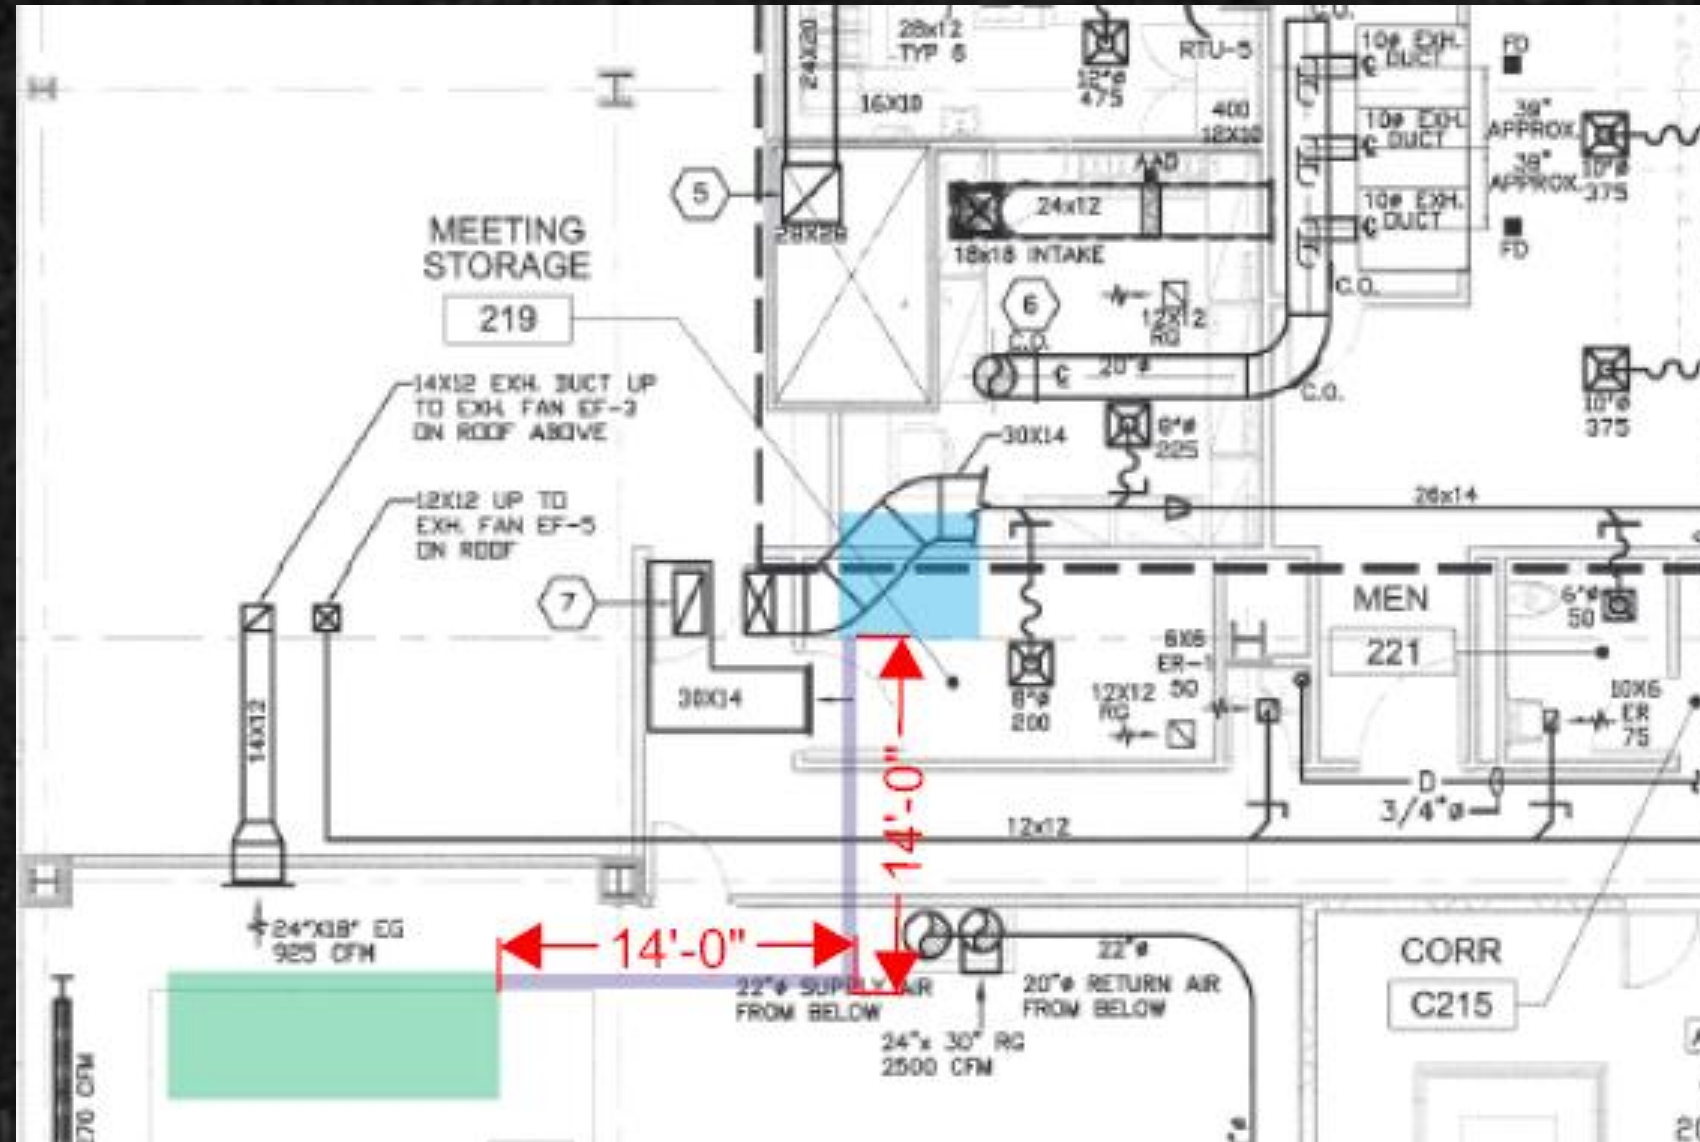 24X20
28x12
TYP 6
16X10
12"ø
475
RTU-5
400
12X10
C.O.
10ø EXH.
DUCT
10ø EXH.
DUCT
10ø EXH.
DUCT
FD
38"
APPROX.
38"
APPROX.
FD
10"ø
375
5
28X28
AAD
24x12
18x18 INTAKE
MEETING
STORAGE
219
6
C.O.
12X12
RG
C.O.
20"ø
C.O.
10"ø
375
14X12 EXH. DUCT UP
TO EXH. FAN EF-3
ON ROOF ABOVE
30X14
8"ø
225
12X12 UP TO
EXH. FAN EF-5
ON ROOF
26x14
7
MEN
221
6"ø
50
6X6
ER-1
50
30X14
8"ø
200
12X12
RG
10X6
ER
75
14X12
14'-0"
D
3/4"ø
12x12
24"X18" EG
925 CFM
14'-0"
22"ø
22"ø SUPPLY AIR
FROM BELOW
20"ø RETURN AIR
FROM BELOW
24"x 30" RG
2500 CFM
CORR
C215
270 CFM